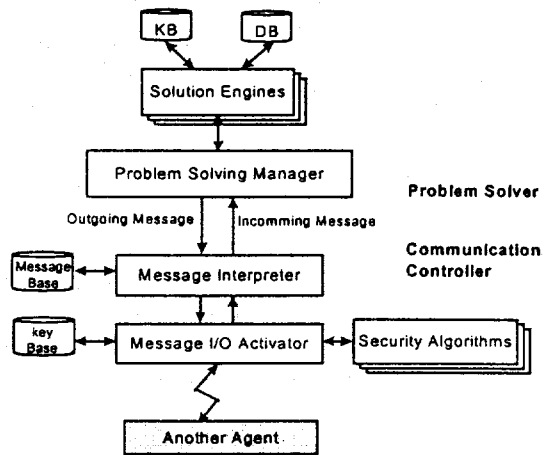 KB
DB
Solution Engines
Problem Solving Manager
Problem Solver
Outgoing Message
Incomming Message
Communication
Controller
Message
Base
Message Interpreter
key
Base
Message I/O Activator
Security Algorithms
Another Agent